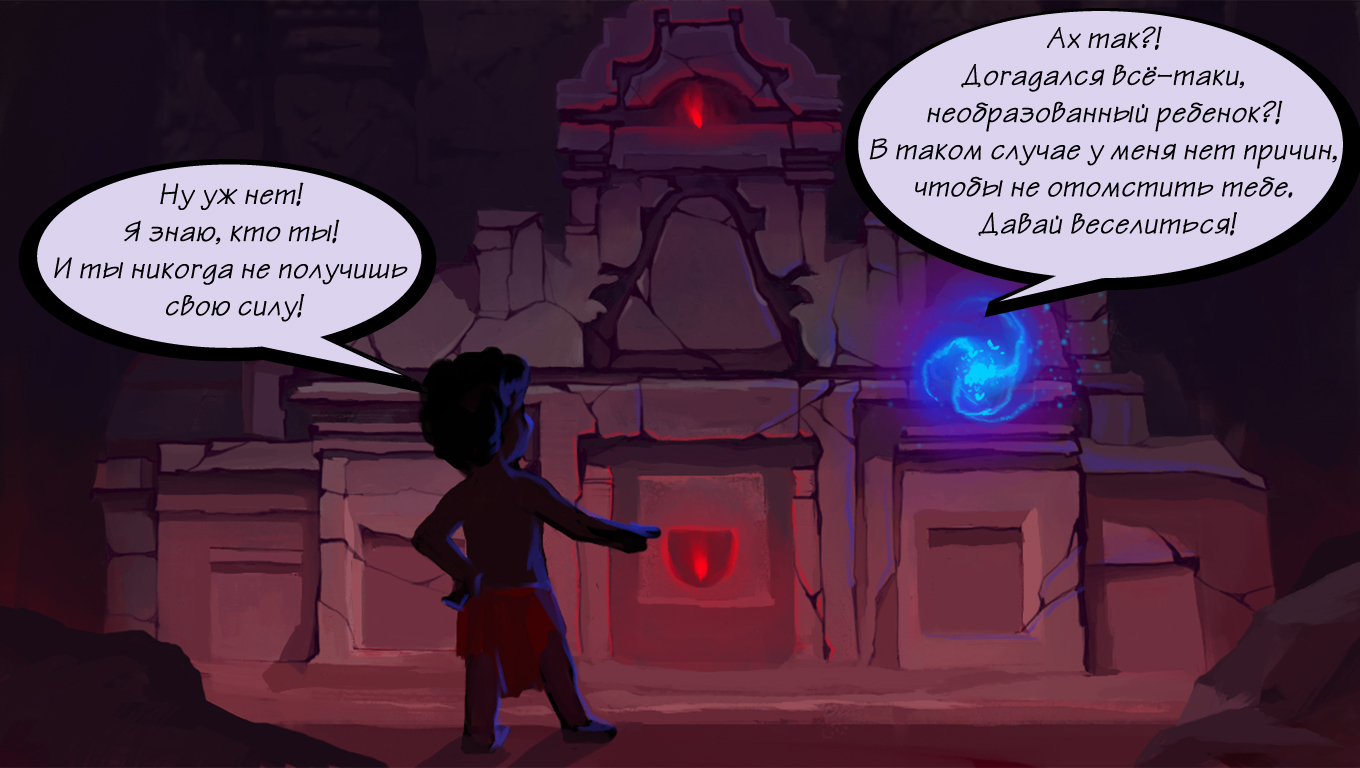 Ну уж нет!
Я знаю, кто ты!
И ты никогда не получишь
свою силу!
Ах так?!
Догадался всё-таки,
необразованный ребенок?!
В таком случае у меня нет причин,
чтобы не отомстить тебе.
Давай веселиться!